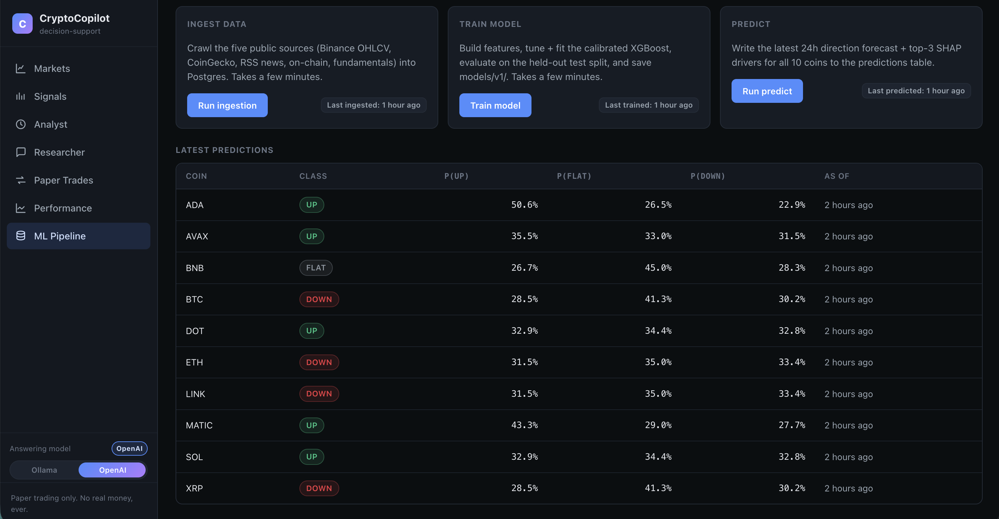 C
CryptoCopilot
decision-support
Markets
Signals
Analyst
Researcher
Paper Trades
Performance
ML Pipeline
Answering model OpenAI
Ollama OpenAI
Paper trading only. No real money,
ever.
INGEST DATA
Crawl the five public sources (Binance OHLCV,
CoinGecko, RSS news, on-chain, fundamentals) into
Postgres. Takes a few minutes.
Run ingestion Last ingested: 1 hour ago
TRAIN MODEL
Build features, tune + fit the calibrated XGBoost,
evaluate on the held-out test split, and save
models/v1/. Takes a few minutes.
Train model Last trained: 1 hour ago
PREDICT
Write the latest 24h direction forecast + top-3 SHAP
drivers for all 10 coins to the predictions table.
Run predict Last predicted: 1 hour ago
LATEST PREDICTIONS
COIN CLASS P(UP) P(FLAT) P(DOWN) AS OF
ADA UP 50.6% 26.5% 22.9% 2 hours ago
AVAX UP 35.5% 33.0% 31.5% 2 hours ago
BNB FLAT 26.7% 45.0% 28.3% 2 hours ago
BTC DOWN 28.5% 41.3% 30.2% 2 hours ago
DOT UP 32.9% 34.4% 32.8% 2 hours ago
ETH DOWN 31.5% 35.0% 33.4% 2 hours ago
LINK DOWN 31.5% 35.0% 33.4% 2 hours ago
MATIC UP 43.3% 29.0% 27.7% 2 hours ago
SOL UP 32.9% 34.4% 32.8% 2 hours ago
XRP DOWN 28.5% 41.3% 30.2% 2 hours ago